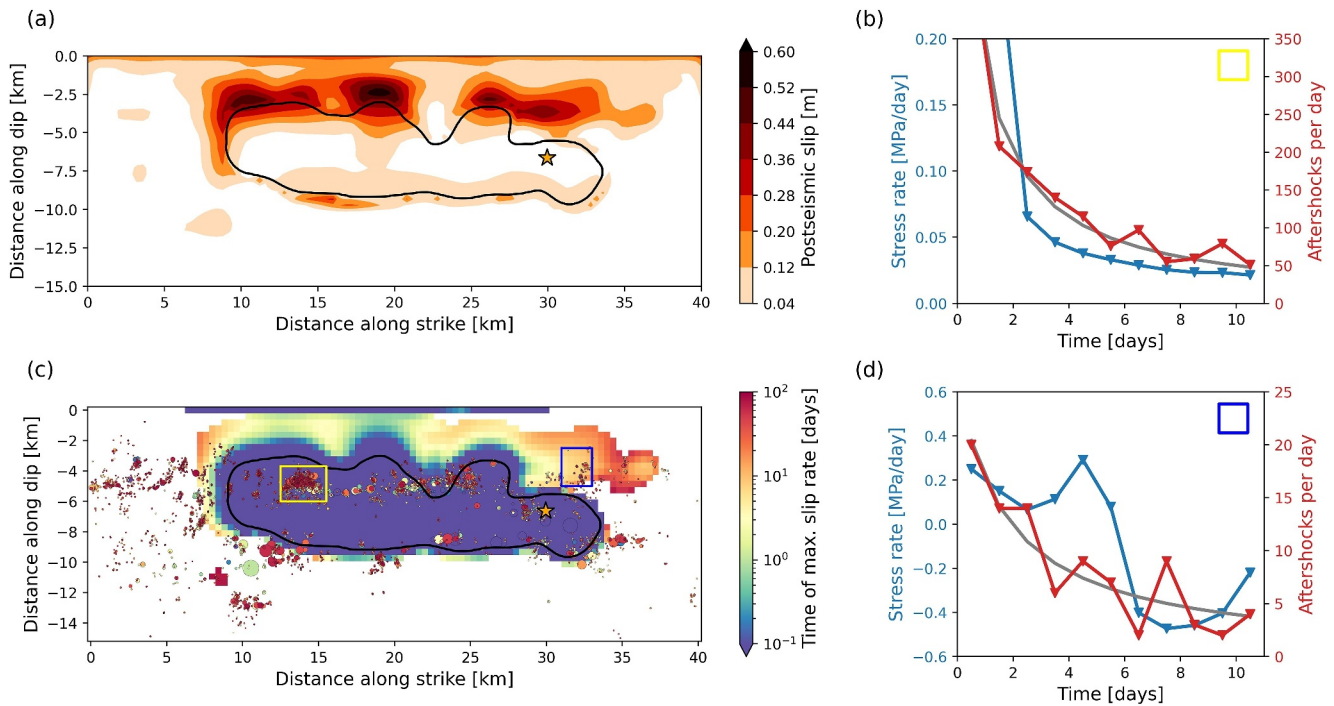 (a)
0.0
−2.5
−5.0
−7.5
−10.0
−12.5
−15.0
Distance along dip [km]
0 5 10 15 20 25 30 35 40
Distance along strike [km]
0.60
0.52
0.44
0.36
0.28
0.20
0.12
0.04
Postseismic slip [m]
(b)
0.20
0.15
0.10
0.05
0.00
Stress rate [MPa/day]
0 2 4 6 8 10
Time [days]
350
300
250
200
150
100
50
0
Aftershocks per day
(c)
0
−2
−4
−6
−8
−10
−12
−14
Distance along dip [km]
0 5 10 15 20 25 30 35 40
Distance along strike [km]
10²
10¹
10⁰
10⁻¹
Time of max. slip rate [days]
(d)
0.6
0.4
0.2
0.0
−0.2
−0.4
−0.6
Stress rate [MPa/day]
0 2 4 6 8 10
Time [days]
25
20
15
10
5
0
Aftershocks per day